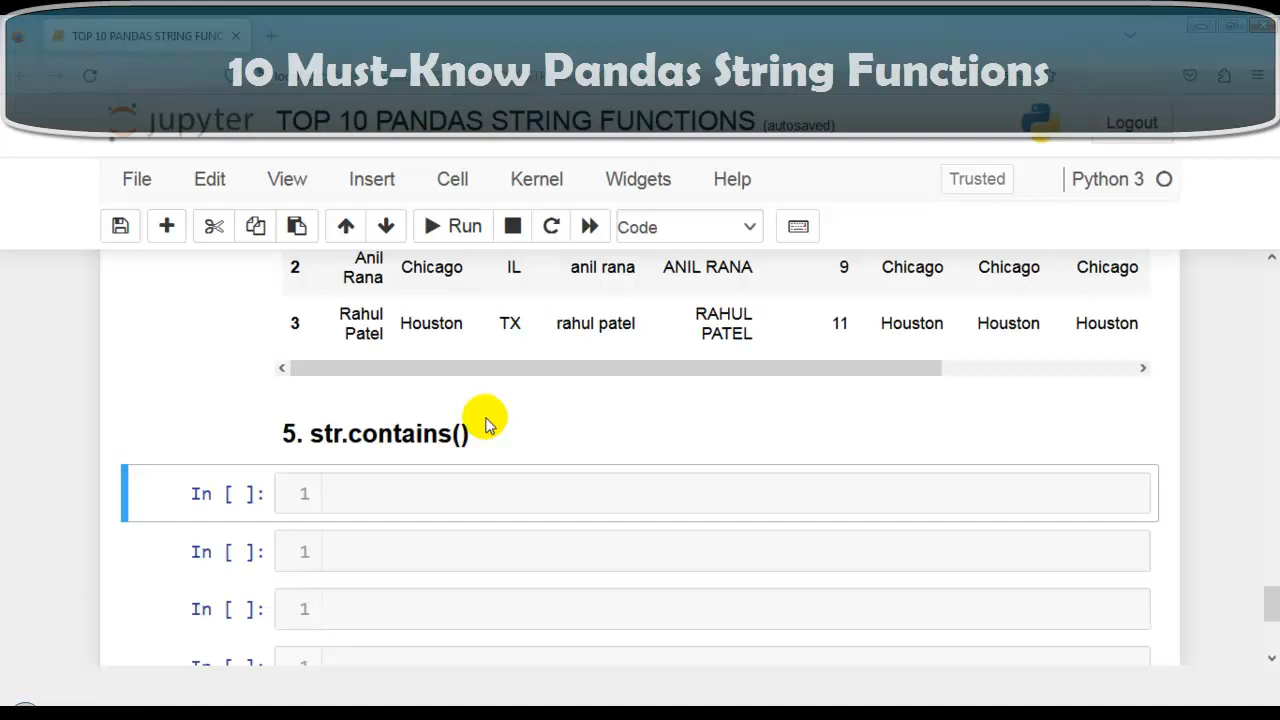 TOP 10 PANDAS STRING FUNC
10 Must-Know Pandas String Functions
jupyter TOP 10 PANDAS STRING FUNCTIONS (autosaved)
Logout
File Edit View Insert Cell Kernel Widgets Help
Trusted
Python 3
Run
Code
2 Anil Rana Chicago IL anil rana ANIL RANA 9 Chicago Chicago Chicago
3 Rahul Patel Houston TX rahul patel RAHUL PATEL 11 Houston Houston Houston
5. str.contains()
In [ ]: 1
In [ ]: 1
In [ ]: 1
In [ ]: 1